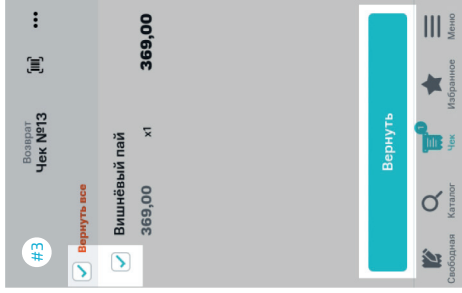 #3
Возврат
Чек №13
Вернуть все
Вишнёвый пай
369,00 x1 369,00
Вернуть
1
Свободная Каталог Чек Избранное Меню